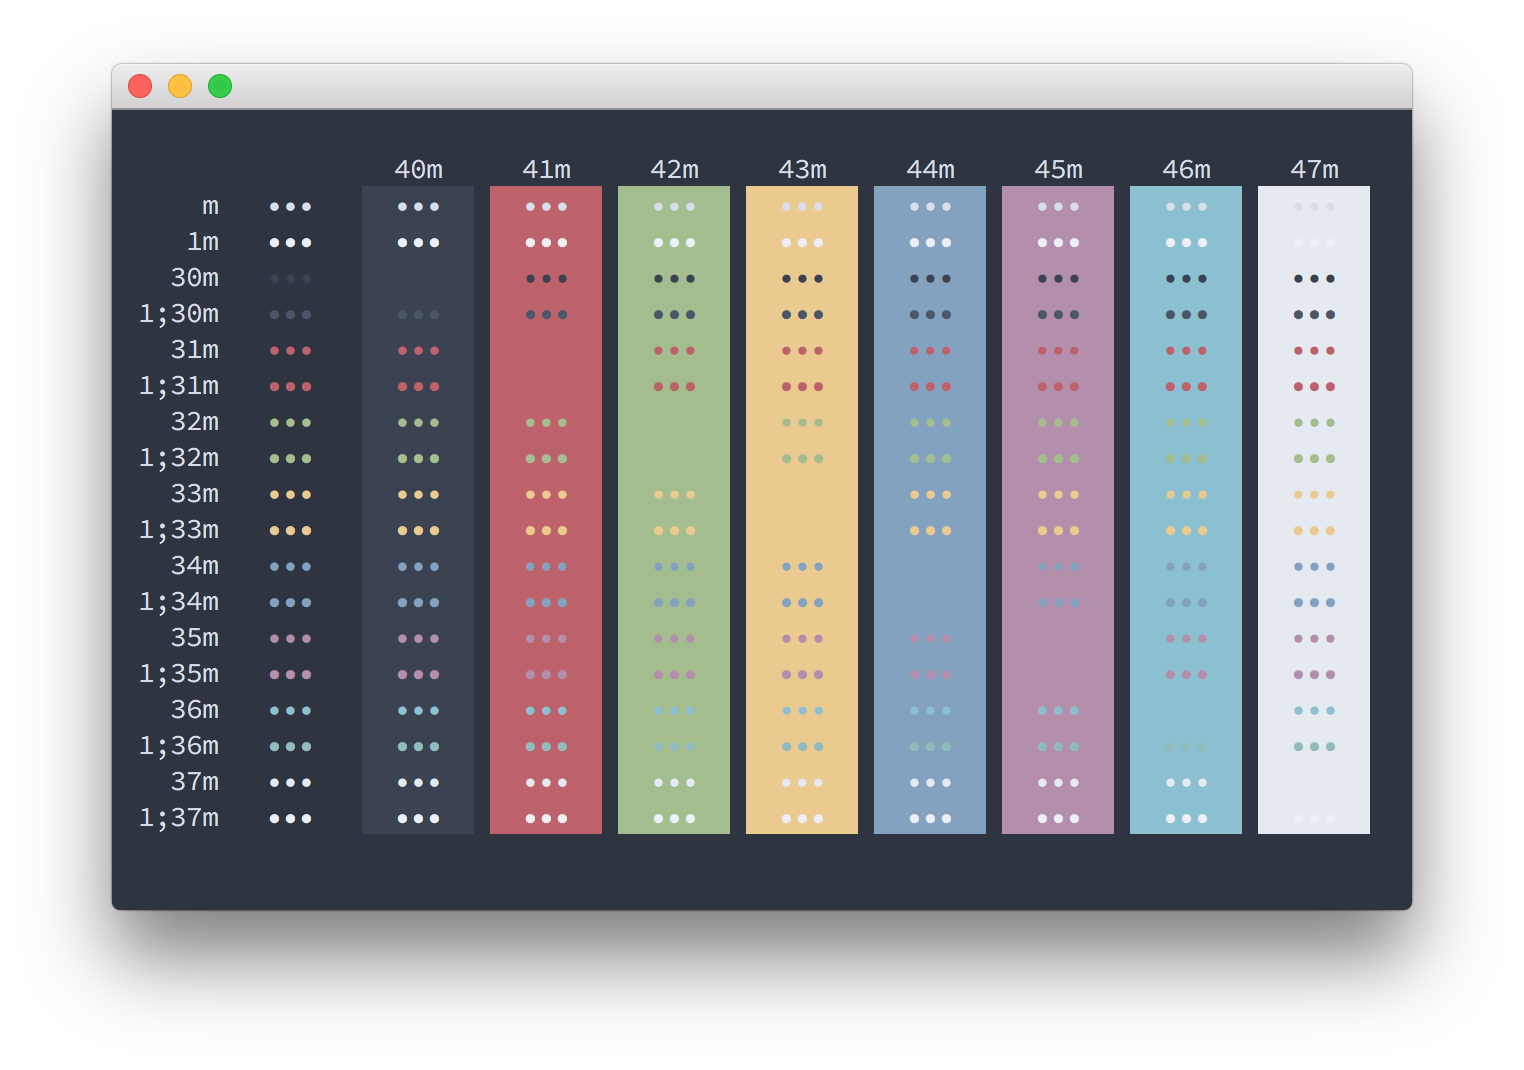 40m 41m 42m 43m 44m 45m 46m 47m
m ••• ••• ••• ••• ••• ••• ••• ••• •••
1m ••• ••• ••• ••• ••• ••• ••• ••• •••
30m ••• ••• ••• ••• ••• ••• ••• •••
1;30m ••• ••• ••• ••• ••• ••• ••• ••• •••
31m ••• ••• ••• ••• ••• ••• ••• •••
1;31m ••• ••• ••• ••• ••• ••• ••• •••
32m ••• ••• ••• ••• ••• ••• ••• •••
1;32m ••• ••• ••• ••• ••• ••• ••• •••
33m ••• ••• ••• ••• ••• ••• ••• •••
1;33m ••• ••• ••• ••• ••• ••• ••• •••
34m ••• ••• ••• ••• ••• ••• ••• •••
1;34m ••• ••• ••• ••• ••• ••• ••• •••
35m ••• ••• ••• ••• ••• ••• ••• •••
1;35m ••• ••• ••• ••• ••• ••• ••• •••
36m ••• ••• ••• ••• ••• ••• ••• •••
1;36m ••• ••• ••• ••• ••• ••• ••• ••• •••
37m ••• ••• ••• ••• ••• ••• ••• •••
1;37m ••• ••• ••• ••• ••• ••• ••• ••• •••